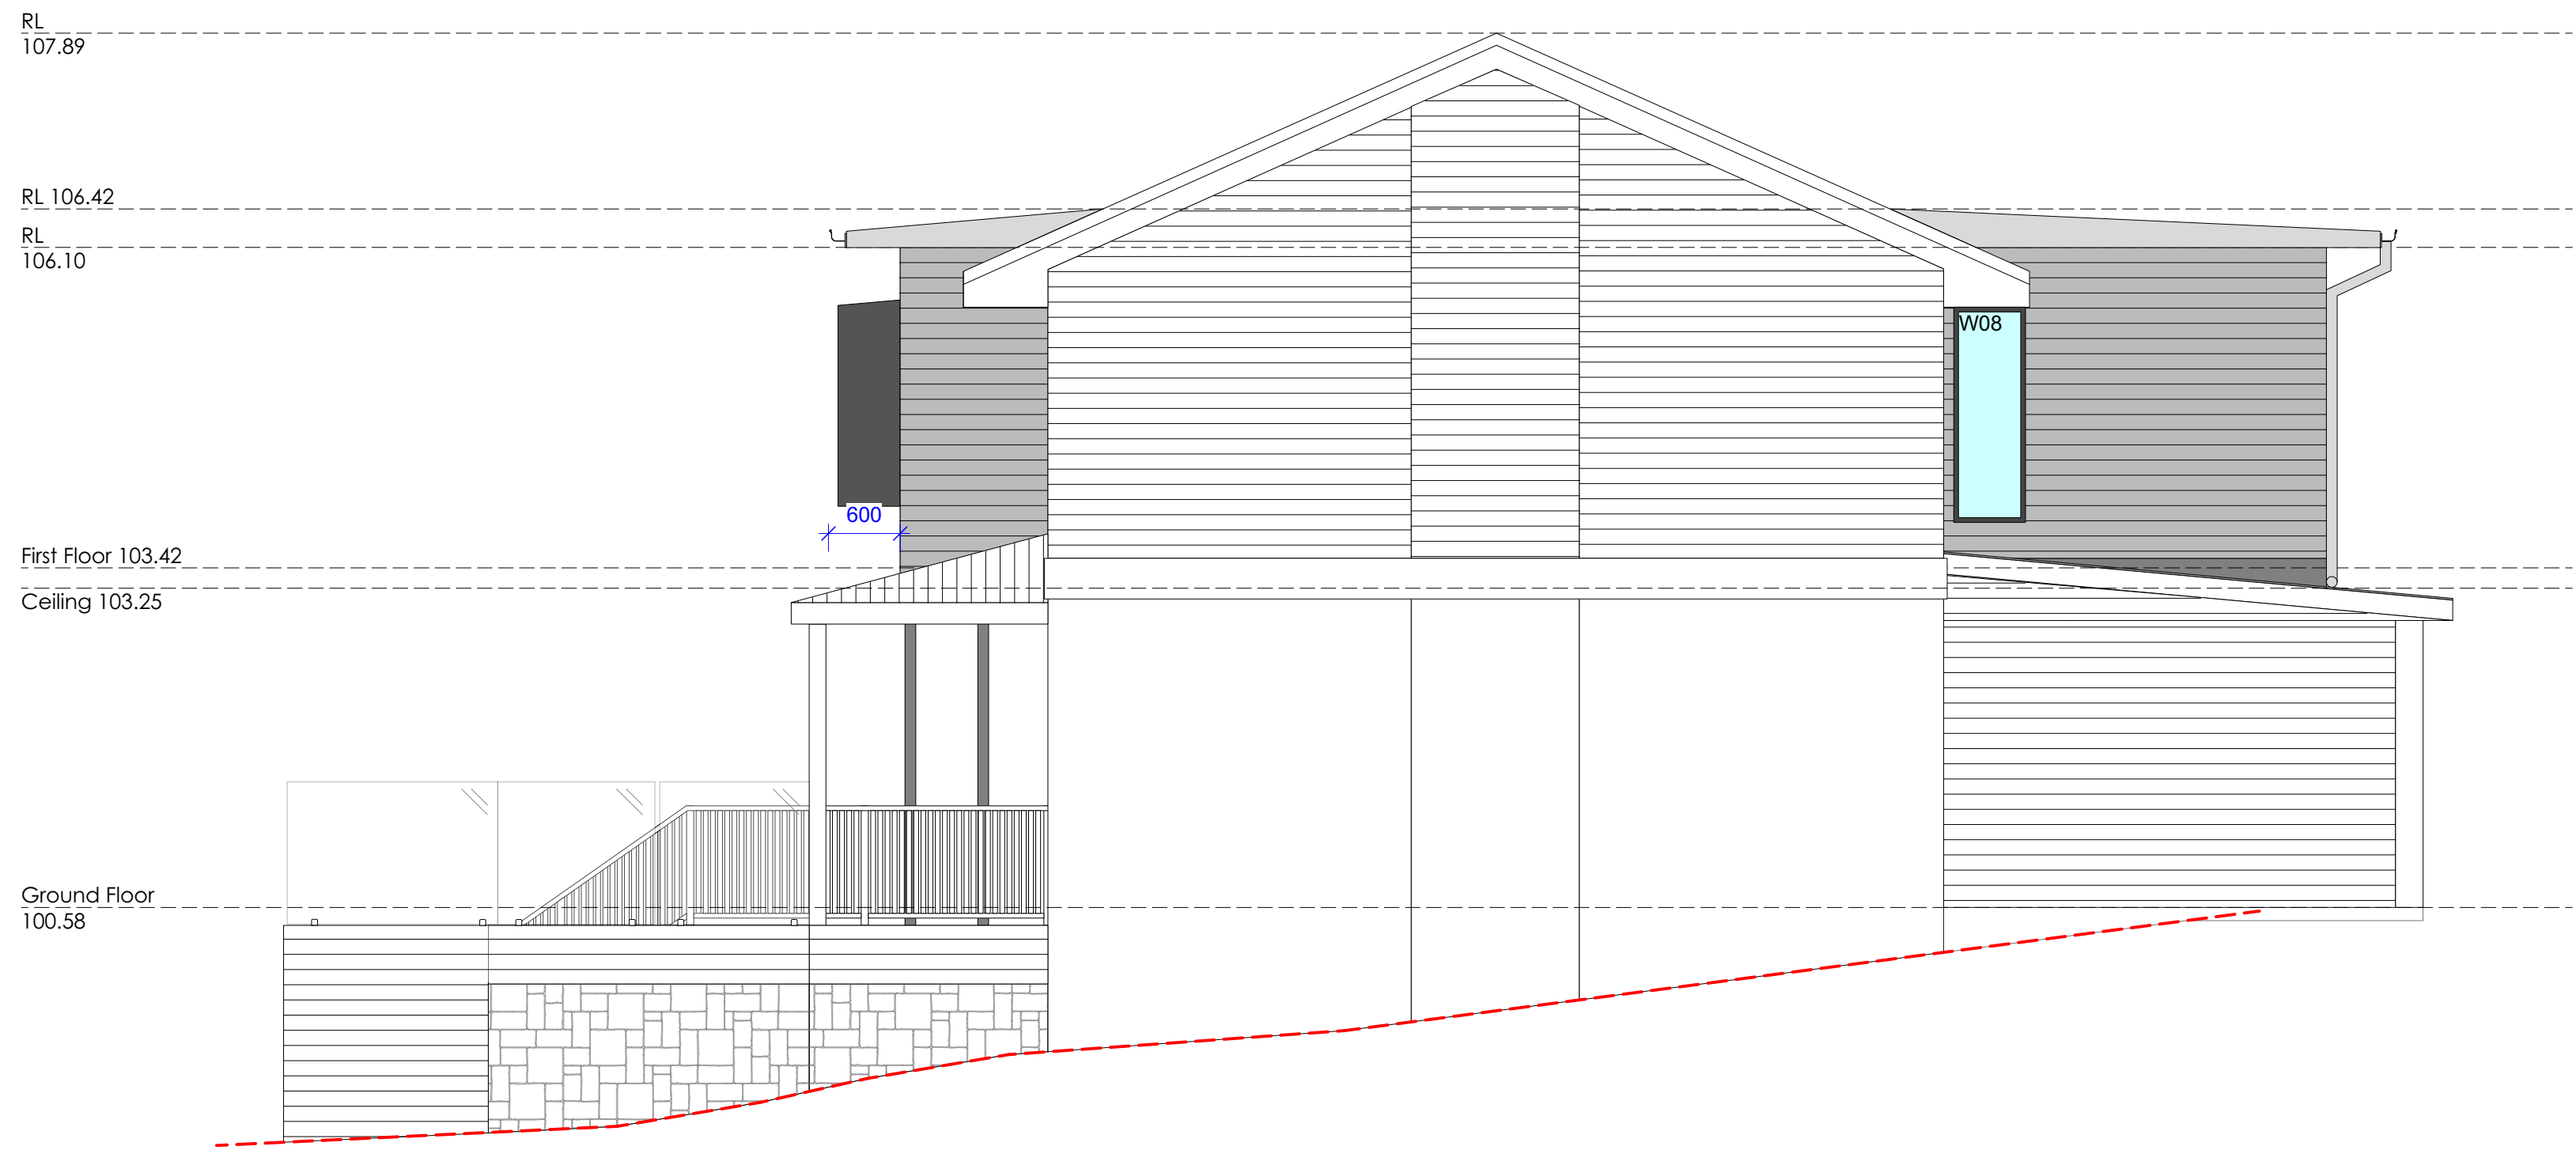 RL
107.89
RL 106.42
RL
106.10
W08
600
First Floor 103.42
Ceiling 103.25
Ground Floor
100.58